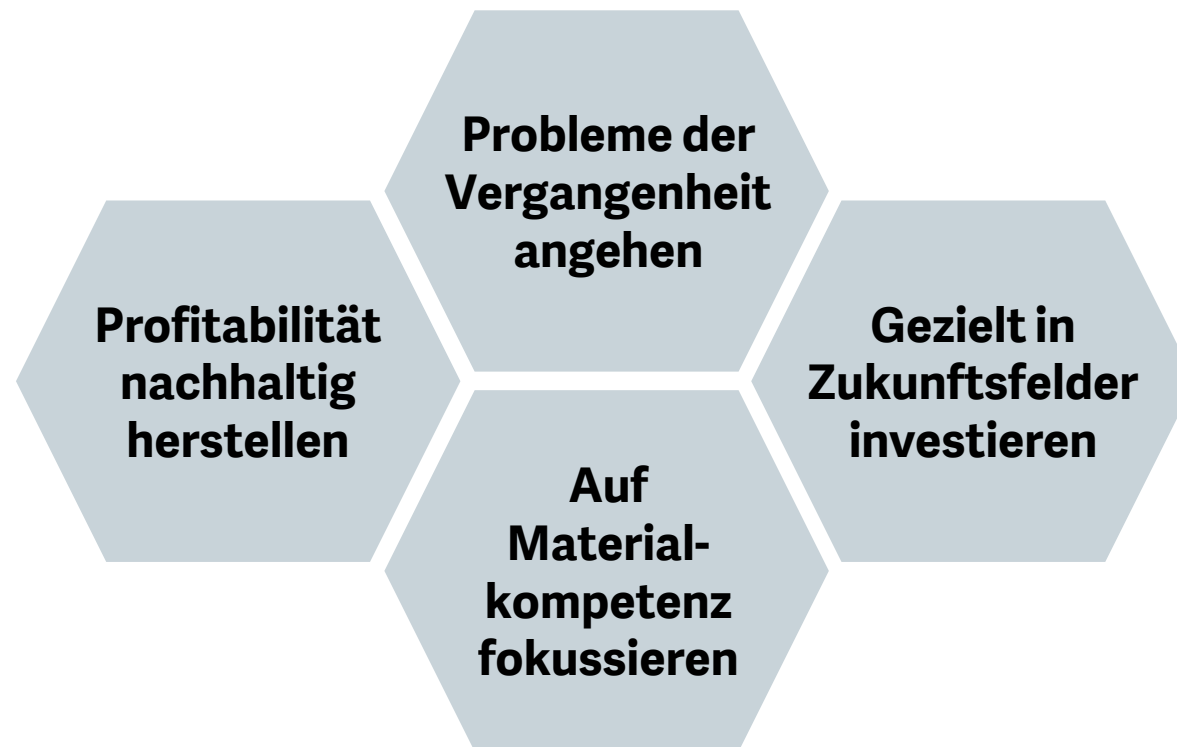 Probleme der
Vergangenheit
angehen
Profitabilität
nachhaltig
herstellen
Gezielt in
Zukunftsfelder
investieren
Auf
Material-
kompetenz
fokussieren